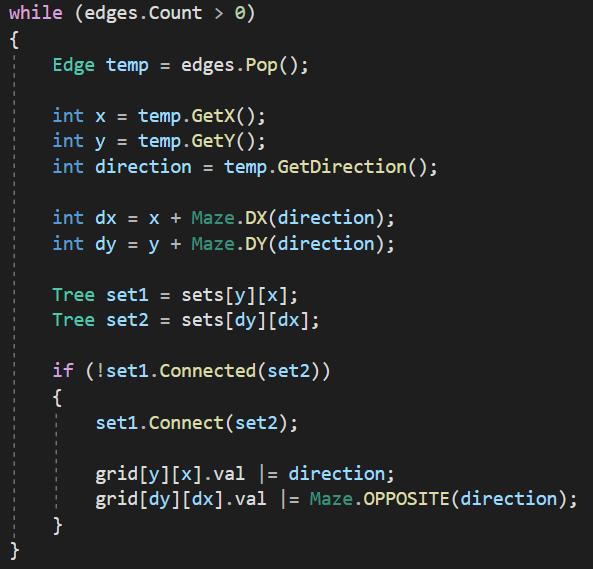 while (edges.Count > 0)
{
    Edge temp = edges.Pop();

    int x = temp.GetX();
    int y = temp.GetY();
    int direction = temp.GetDirection();

    int dx = x + Maze.DX(direction);
    int dy = y + Maze.DY(direction);

    Tree set1 = sets[y][x];
    Tree set2 = sets[dy][dx];

    if (!set1.Connected(set2))
    {
        set1.Connect(set2);

        grid[y][x].val |= direction;
        grid[dy][dx].val |= Maze.OPPOSITE(direction);
    }
}